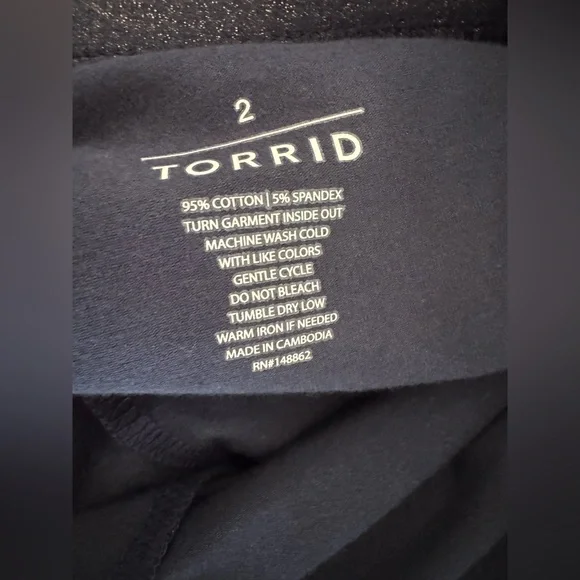 2
TORRID
95% COTTON | 5% SPANDEX
TURN GARMENT INSIDE OUT
MACHINE WASH COLD
WITH LIKE COLORS
GENTLE CYCLE
DO NOT BLEACH
TUMBLE DRY LOW
WARM IRON IF NEEDED
MADE IN CAMBODIA
RN#148862